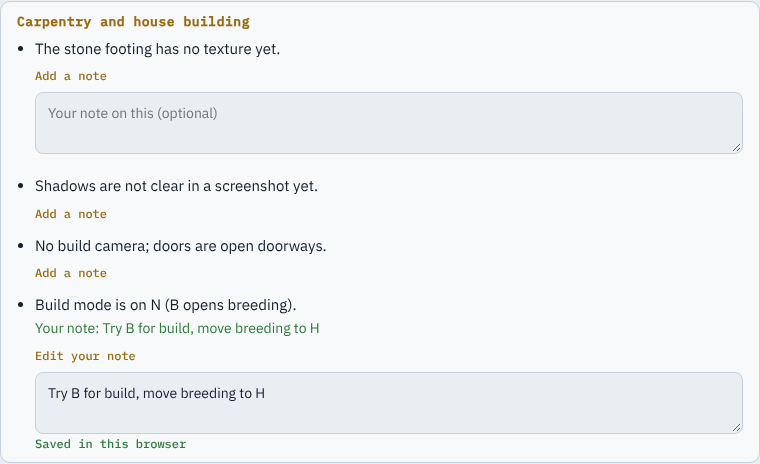 Carpentry and house building
The stone footing has no texture yet.
Add a note
Your note on this (optional)
Shadows are not clear in a screenshot yet.
Add a note
No build camera; doors are open doorways.
Add a note
Build mode is on N (B opens breeding).
Your note: Try B for build, move breeding to H
Edit your note
Try B for build, move breeding to H
Saved in this browser